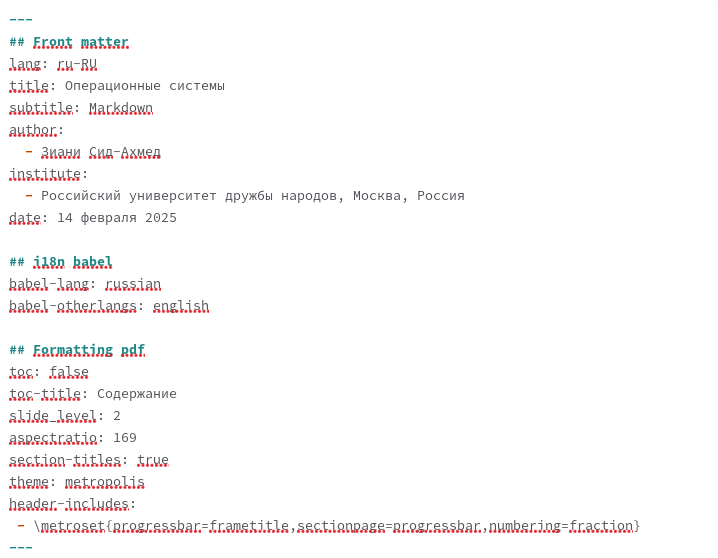 ---
## Front matter
lang: ru-RU
title: Операционные системы
subtitle: Markdown
author:
  - Зиани Сид-Ахмед
institute:
  - Российский университет дружбы народов, Москва, Россия
date: 14 февраля 2025

## i18n babel
babel-lang: russian
babel-otherlangs: english

## Formatting pdf
toc: false
toc-title: Содержание
slide_level: 2
aspectratio: 169
section-titles: true
theme: metropolis
header-includes:
 - \metroset{progressbar=frametitle,sectionpage=progressbar,numbering=fraction}
---